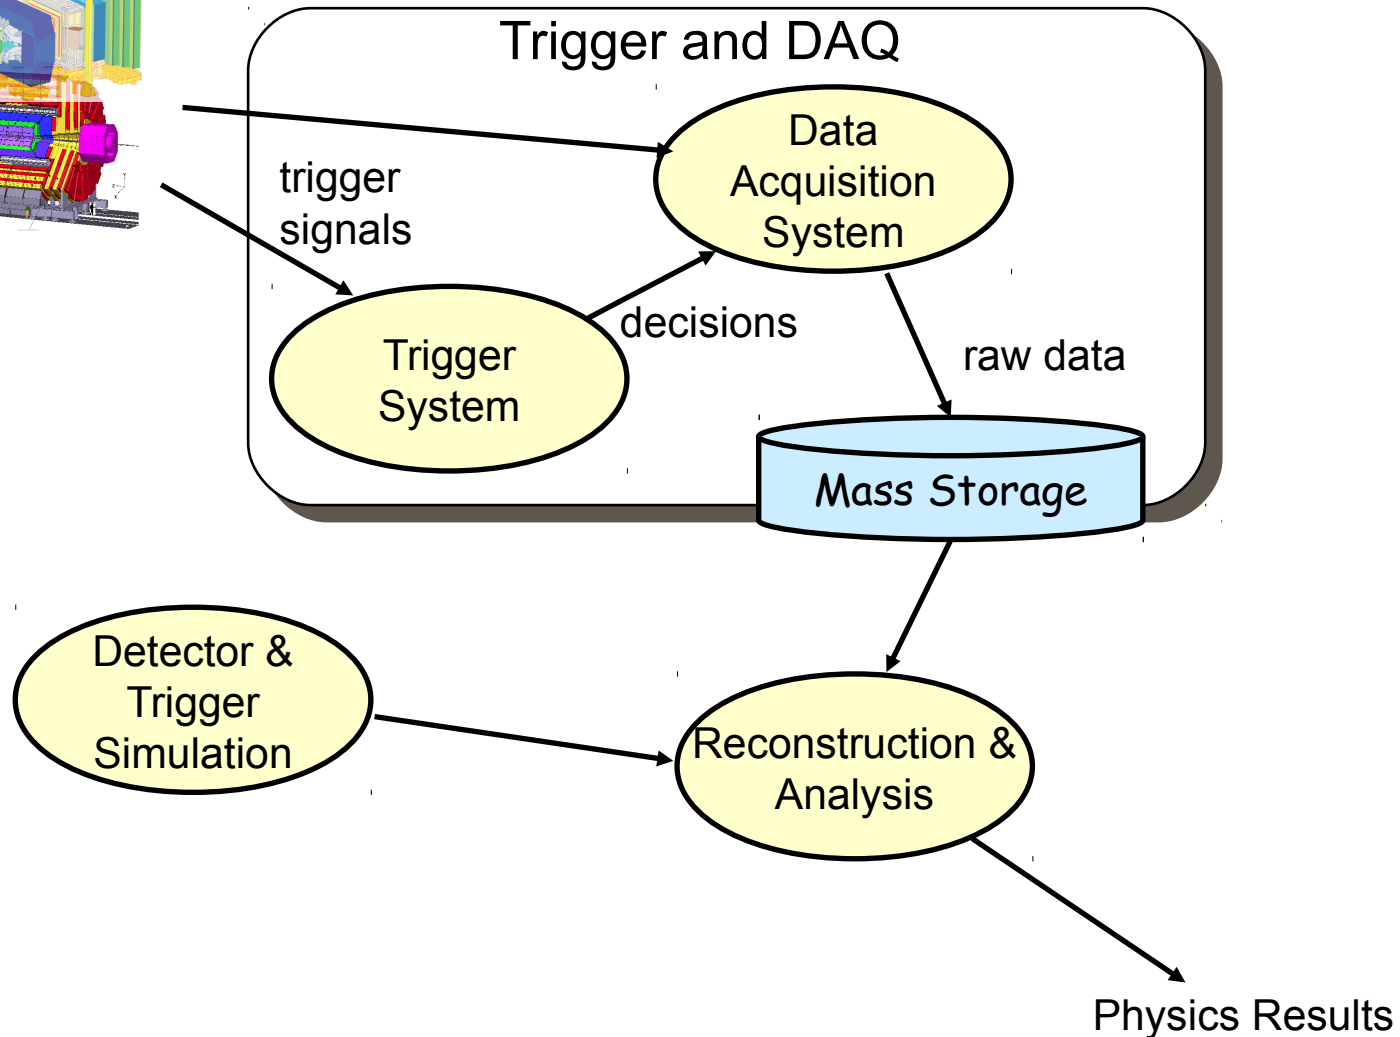 Trigger and DAQ
Data
Acquisition
System
trigger
signals
decisions
Trigger
System
raw data
Mass Storage
Detector &
Trigger
Simulation
Reconstruction &
Analysis
Physics Results